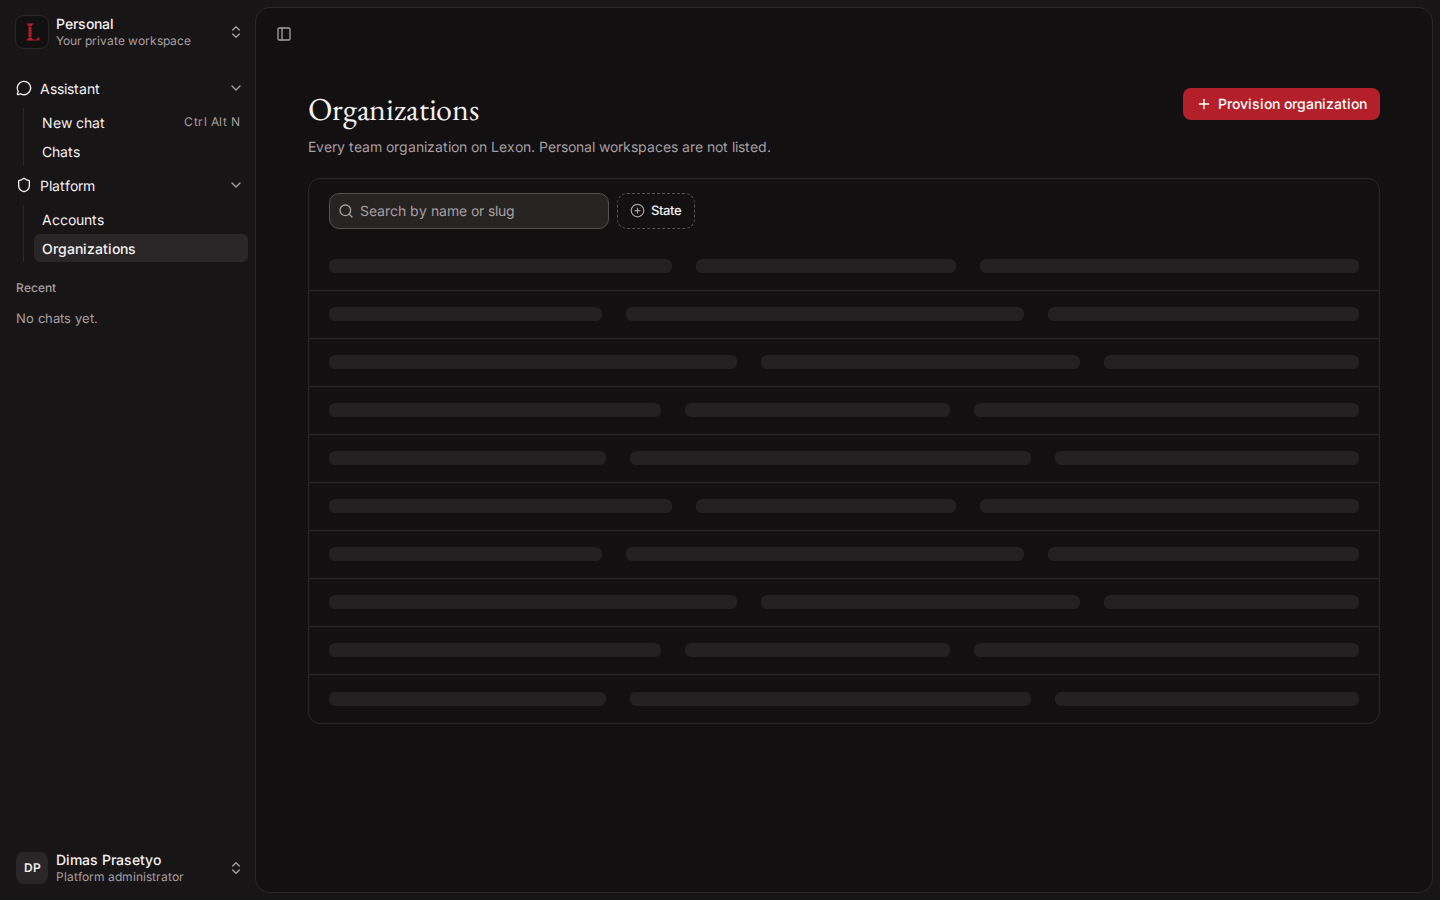 L
Personal
Your private workspace
Assistant
New chat
Ctrl Alt N
Chats
Platform
Accounts
Organizations
Recent
No chats yet.
DP
Dimas Prasetyo
Platform administrator
Organizations
Every team organization on Lexon. Personal workspaces are not listed.
Provision organization
Search by name or slug
State